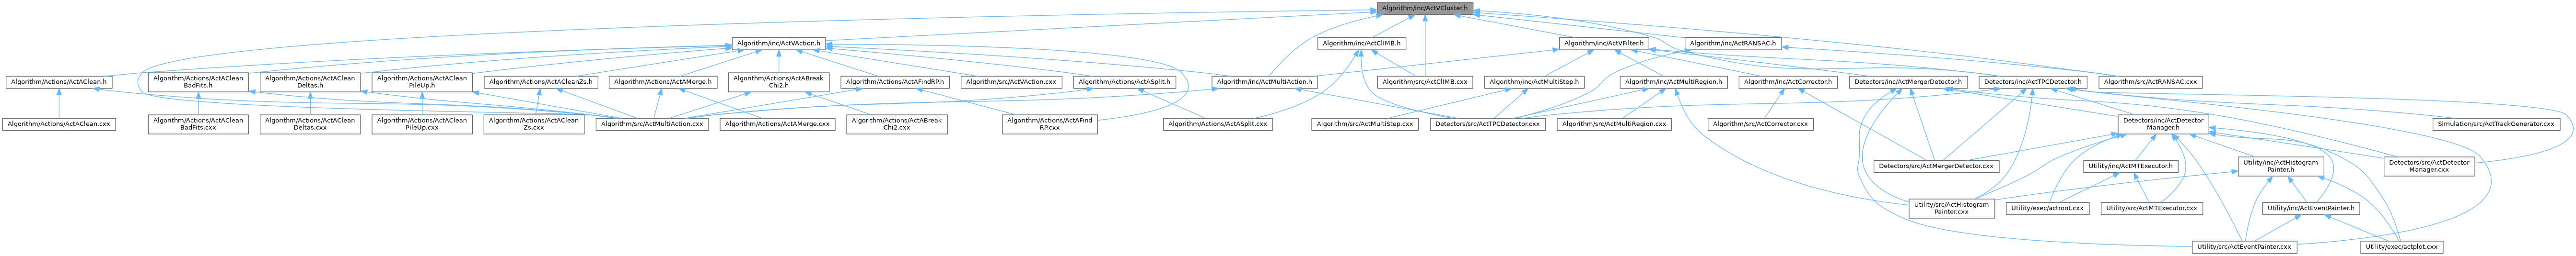 Algorithm/inc/ActVCluster.h
Algorithm/inc/ActVAction.h
Algorithm/inc/ActClIMB.h
Algorithm/inc/ActVFilter.h
Algorithm/inc/ActRANSAC.h
Algorithm/Actions/ActAClean.h
Algorithm/Actions/ActAClean
BadFits.h
Algorithm/Actions/ActAClean
Deltas.h
Algorithm/Actions/ActAClean
PileUp.h
Algorithm/Actions/ActACleanZs.h
Algorithm/Actions/ActAMerge.h
Algorithm/Actions/ActABreak
Chi2.h
Algorithm/Actions/ActAFindRP.h
Algorithm/src/ActVAction.cxx
Algorithm/Actions/ActASplit.h
Algorithm/inc/ActMultiAction.h
Algorithm/src/ActClIMB.cxx
Algorithm/inc/ActMultiStep.h
Algorithm/inc/ActMultiRegion.h
Algorithm/inc/ActCorrector.h
Detectors/inc/ActMergerDetector.h
Detectors/inc/ActTPCDetector.h
Algorithm/src/ActRANSAC.cxx
Algorithm/Actions/ActAClean.cxx
Algorithm/Actions/ActAClean
BadFits.cxx
Algorithm/Actions/ActAClean
Deltas.cxx
Algorithm/Actions/ActAClean
PileUp.cxx
Algorithm/Actions/ActAClean
Zs.cxx
Algorithm/src/ActMultiAction.cxx
Algorithm/Actions/ActAMerge.cxx
Algorithm/Actions/ActABreak
Chi2.cxx
Algorithm/Actions/ActAFind
RP.cxx
Algorithm/Actions/ActASplit.cxx
Algorithm/src/ActMultiStep.cxx
Detectors/src/ActTPCDetector.cxx
Algorithm/src/ActMultiRegion.cxx
Algorithm/src/ActCorrector.cxx
Detectors/inc/ActDetector
Manager.h
Simulation/src/ActTrackGenerator.cxx
Detectors/src/ActMergerDetector.cxx
Utility/inc/ActMTExecutor.h
Utility/inc/ActHistogram
Painter.h
Detectors/src/ActDetector
Manager.cxx
Utility/src/ActHistogram
Painter.cxx
Utility/exec/actroot.cxx
Utility/src/ActMTExecutor.cxx
Utility/inc/ActEventPainter.h
Utility/src/ActEventPainter.cxx
Utility/exec/actplot.cxx